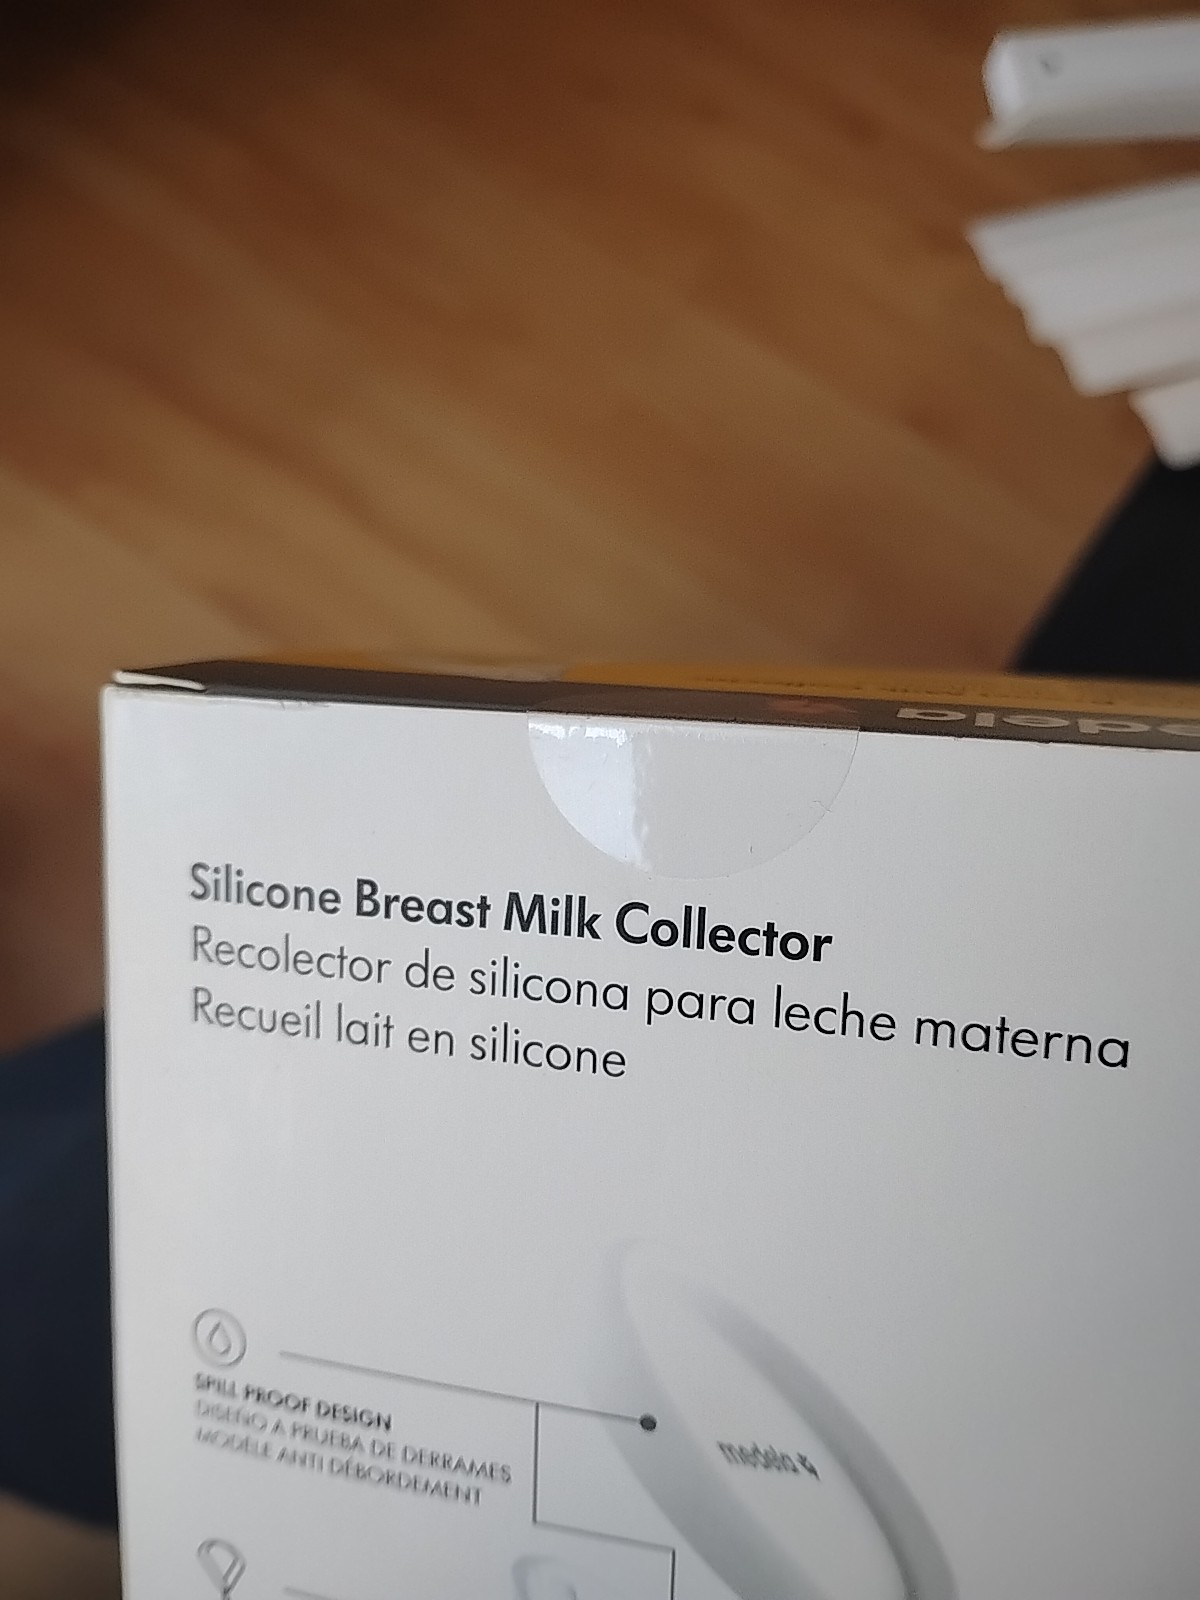 edela
Silicone Breast Milk Collector
Recolector de silicona para leche materna
Recueil lait en silicone
SPILL PROOF DESIGN
DISEÑO A PRUEBA DE DERRAMES
MODÈLE ANTI DÉBORDEMENT
medela